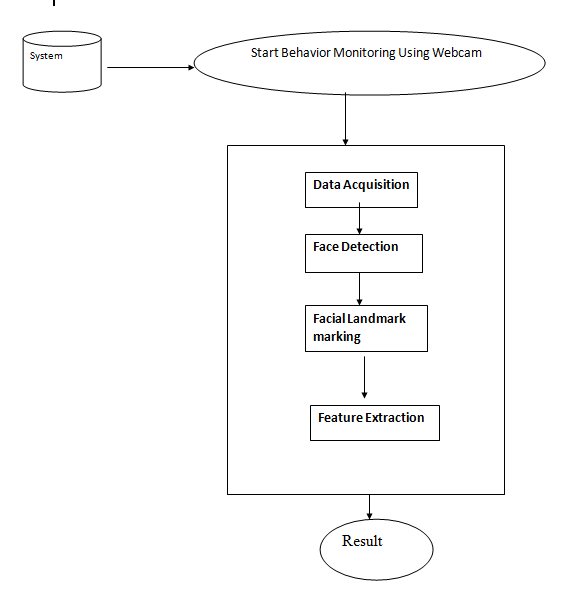 System
Start Behavior Monitoring Using Webcam
Data Acquisition
Face Detection
Facial Landmark
marking
Feature Extraction
Result